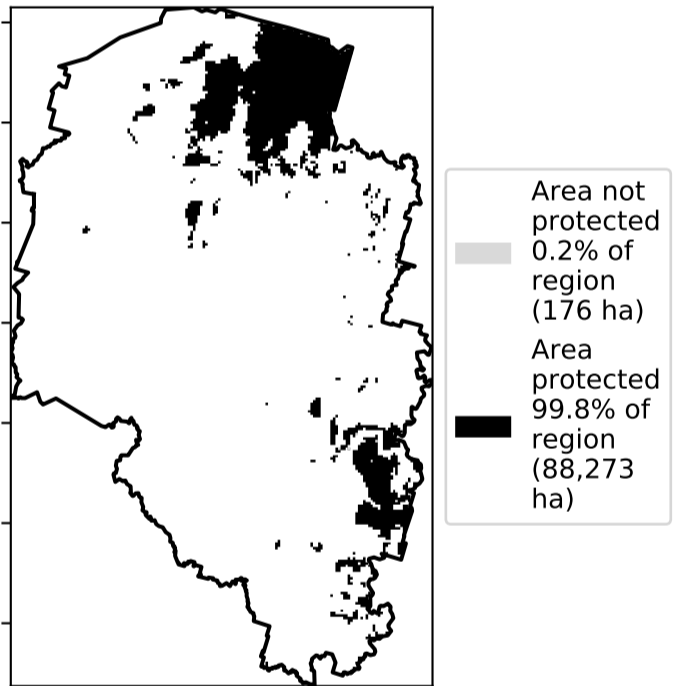 Area not
protected
0.2% of
region
(176 ha)
Area
protected
99.8% of
region
(88,273
ha)